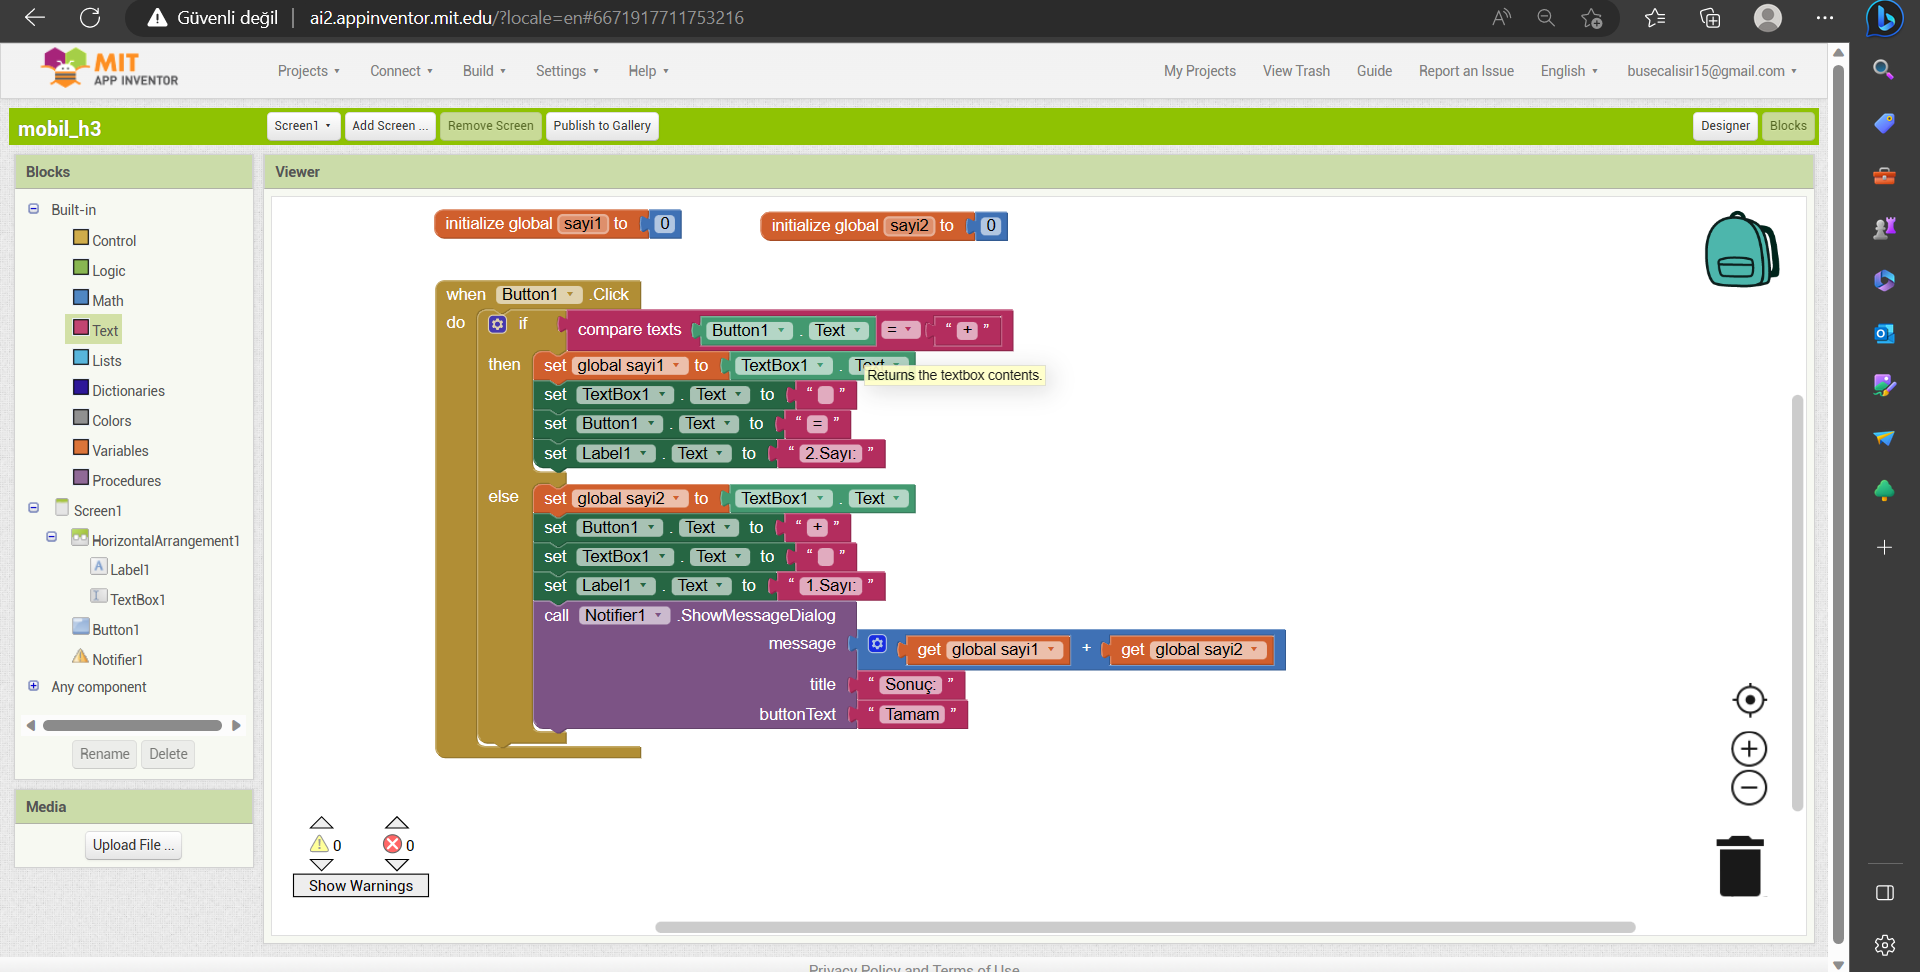 Güvenli değil ai2.appinventor.mit.edu/?locale=en#6671917711753216
MIT APP INVENTOR
Projects Connect Build Settings Help My Projects View Trash Guide Report an Issue English busecalisir15@gmail.com
mobil_h3 Screen1 Add Screen ... Remove Screen Publish to Gallery Designer Blocks
Blocks
Built-in
Control
Logic
Math
Text
Lists
Dictionaries
Colors
Variables
Procedures
Screen1
HorizontalArrangement1
A Label1
TextBox1
Button1
Notifier1
Any component
Rename Delete
Media
Upload File ...
Viewer
initialize global sayi1 to 0
initialize global sayi2 to 0
when Button1 .Click
do if compare texts Button1 . Text = " + "
then set global sayi1 to TextBox1 .
Returns the textbox contents.
set TextBox1 . Text to " "
set Button1 . Text to " = "
set Label1 . Text to " 2.Sayı: "
else set global sayi2 to TextBox1 . Text
set Button1 . Text to " + "
set TextBox1 . Text to " "
set Label1 . Text to " 1.Sayı: "
call Notifier1 .ShowMessageDialog
message get global sayi1 + get global sayi2
title " Sonuç: "
buttonText " Tamam "
0 0
Show Warnings
Privacy Policy and Terms of Use